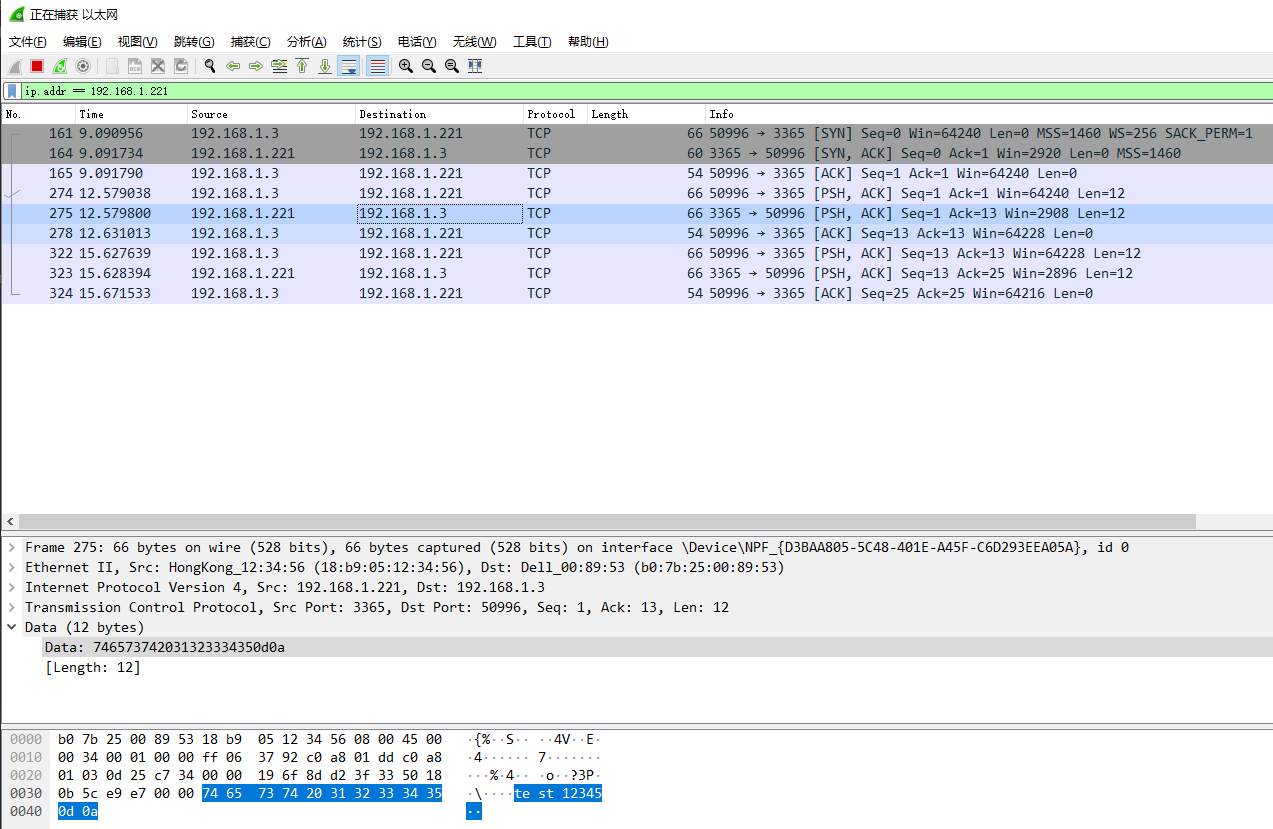 正在捕获 以太网
文件(F) 编辑(E) 视图(V) 跳转(G) 捕获(C) 分析(A) 统计(S) 电话(Y) 无线(W) 工具(T) 帮助(H)
ip.addr == 192.168.1.221
No. Time Source Destination Protocol Length Info
161 9.090956 192.168.1.3 192.168.1.221 TCP 66 50996 → 3365 [SYN] Seq=0 Win=64240 Len=0 MSS=1460 WS=256 SACK_PERM=1
164 9.091734 192.168.1.221 192.168.1.3 TCP 60 3365 → 50996 [SYN, ACK] Seq=0 Ack=1 Win=2920 Len=0 MSS=1460
165 9.091790 192.168.1.3 192.168.1.221 TCP 54 50996 → 3365 [ACK] Seq=1 Ack=1 Win=64240 Len=0
274 12.579038 192.168.1.3 192.168.1.221 TCP 66 50996 → 3365 [PSH, ACK] Seq=1 Ack=1 Win=64240 Len=12
275 12.579800 192.168.1.221 192.168.1.3 TCP 66 3365 → 50996 [PSH, ACK] Seq=1 Ack=13 Win=2908 Len=12
278 12.631013 192.168.1.3 192.168.1.221 TCP 54 50996 → 3365 [ACK] Seq=13 Ack=13 Win=64228 Len=0
322 15.627639 192.168.1.3 192.168.1.221 TCP 66 50996 → 3365 [PSH, ACK] Seq=13 Ack=13 Win=64228 Len=12
323 15.628394 192.168.1.221 192.168.1.3 TCP 66 3365 → 50996 [PSH, ACK] Seq=13 Ack=25 Win=2896 Len=12
324 15.671533 192.168.1.3 192.168.1.221 TCP 54 50996 → 3365 [ACK] Seq=25 Ack=25 Win=64216 Len=0
Frame 275: 66 bytes on wire (528 bits), 66 bytes captured (528 bits) on interface \Device\NPF_{D3BAA805-5C48-401E-A45F-C6D293EEA05A}, id 0
Ethernet II, Src: HongKong_12:34:56 (18:b9:05:12:34:56), Dst: Dell_00:89:53 (b0:7b:25:00:89:53)
Internet Protocol Version 4, Src: 192.168.1.221, Dst: 192.168.1.3
Transmission Control Protocol, Src Port: 3365, Dst Port: 50996, Seq: 1, Ack: 13, Len: 12
Data (12 bytes)
Data: 746573742031323334350d0a
[Length: 12]
0000 b0 7b 25 00 89 53 18 b9 05 12 34 56 08 00 45 00 ·{%··S·· ··4V··E·
0010 00 34 00 01 00 00 ff 06 37 92 c0 a8 01 dd c0 a8 ·4······ 7·······
0020 01 03 0d 25 c7 34 00 00 19 6f 8d d2 3f 33 50 18 ···%·4·· ·o··?3P·
0030 0b 5c e9 e7 00 00 74 65 73 74 20 31 32 33 34 35 ·\····te st 12345
0040 0d 0a ··